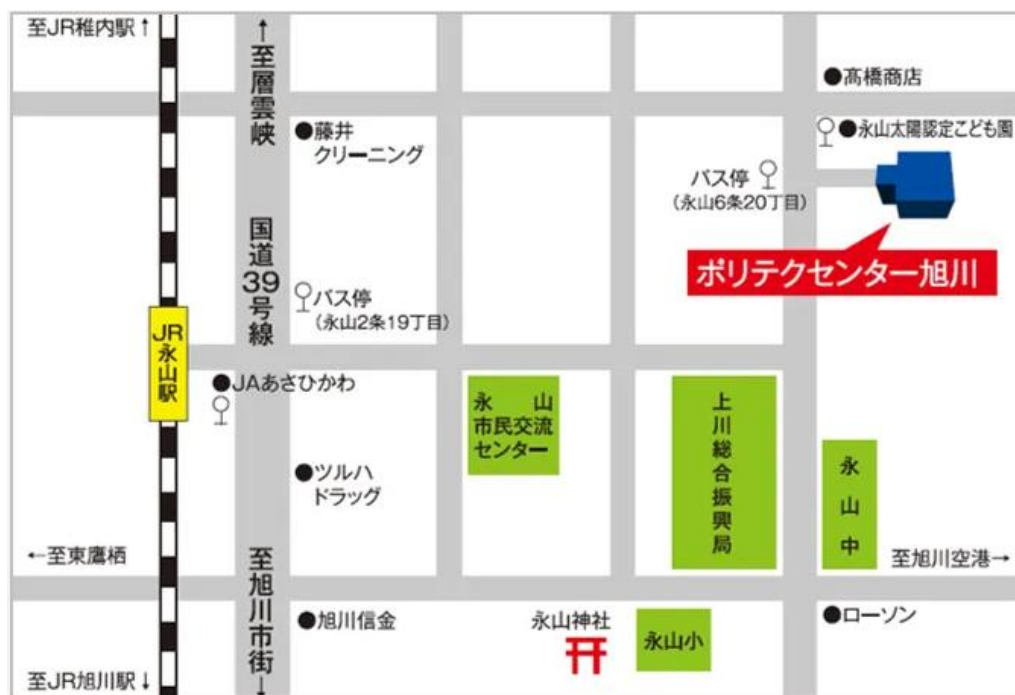 至JR稚内駅↑
↑至層雲峡
●髙橋商店
●藤井
クリーニング
●永山太陽認定こども園
バス停
(永山6条20丁目)
ポリテクセンター旭川
国道39号線
バス停
(永山2条19丁目)
JR永山駅
●JAあさひかわ
永山
市民交流
センター
上川総合振興局
永山中
●ツルハ
ドラッグ
←至東鷹栖
至旭川空港→
至旭川市街↓
●旭川信金
永山神社
永山小
●ローソン
至JR旭川駅↓